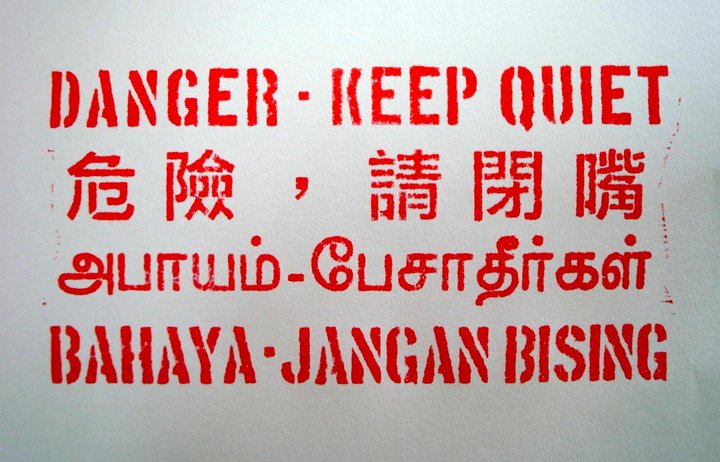 DANGER · KEEP QUIET
危險，請閉嘴
அபாயம் - பேசாதீர்கள்
BAHAYA · JANGAN BISING